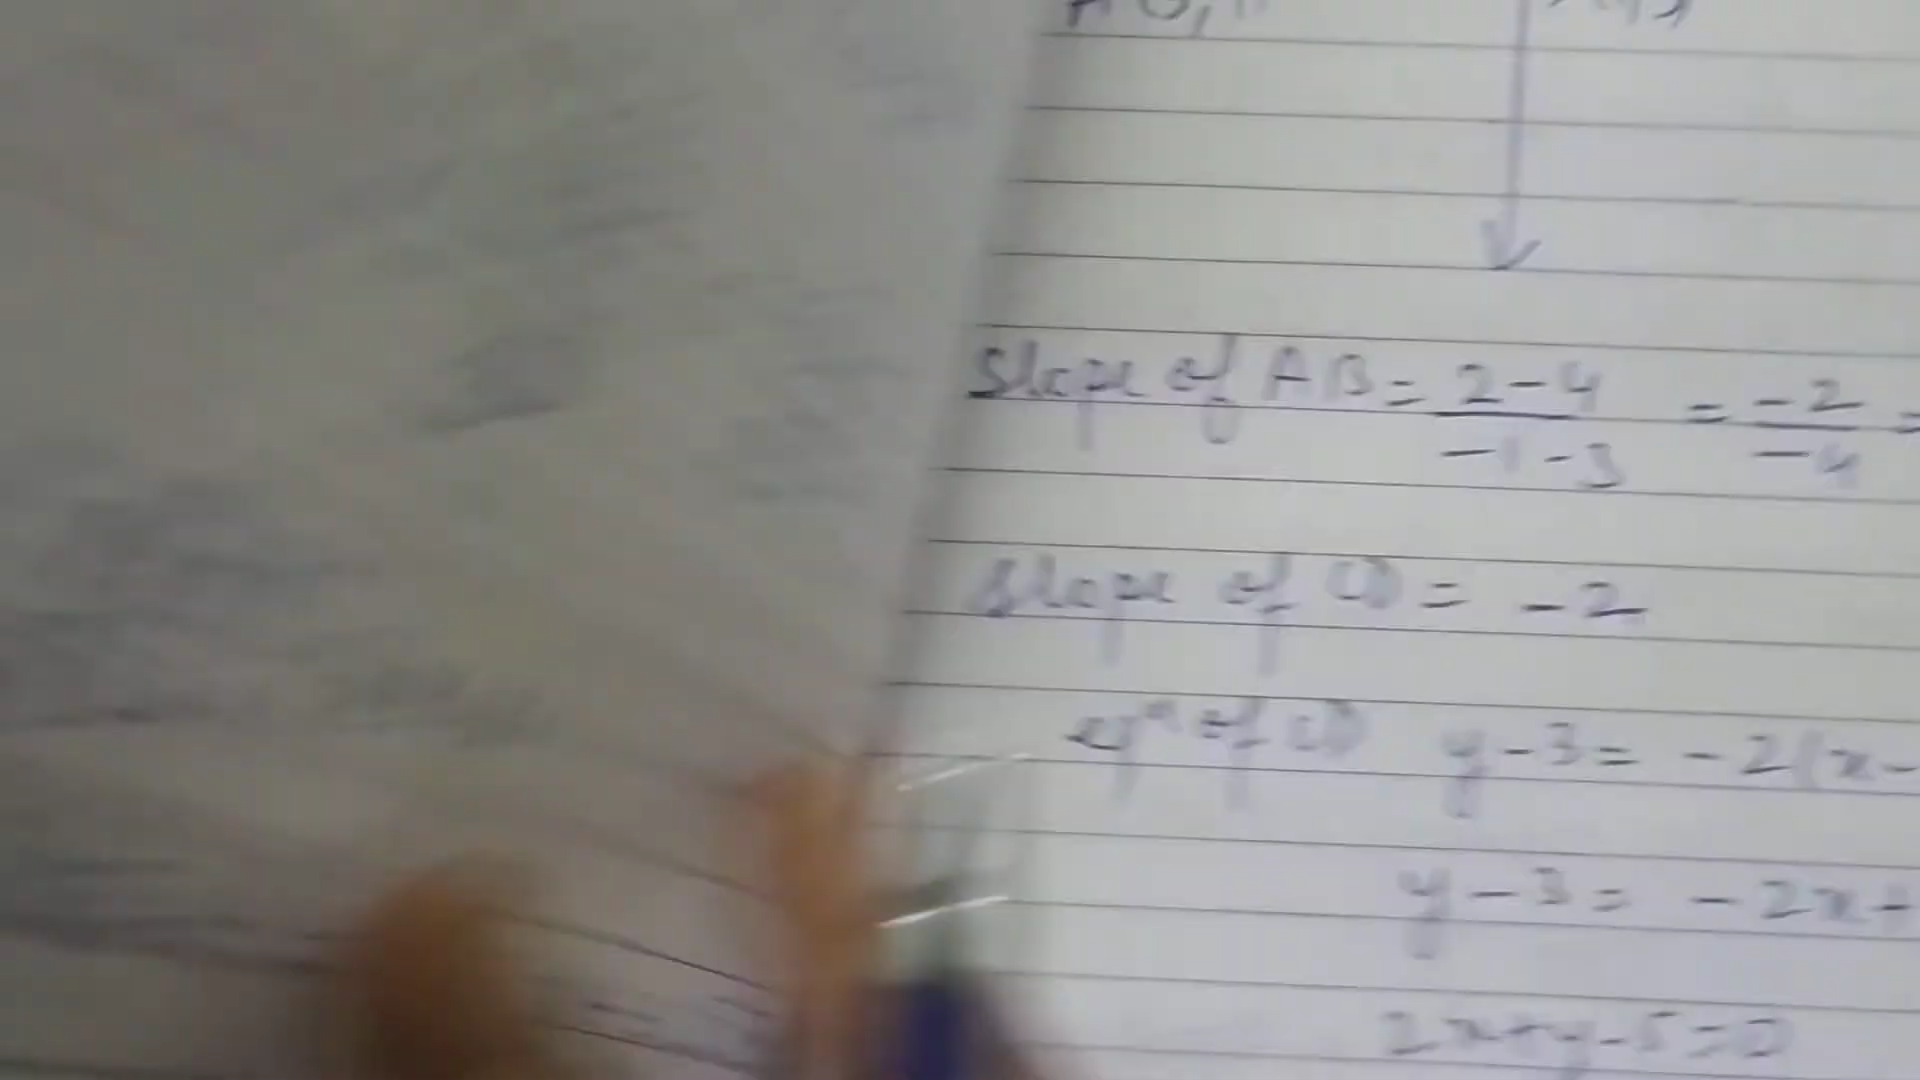 Slope of AB = 2-4 / -1-3 = -2 / -4 =
Slope of CD = -2
eqn of CD y-3 = -2(x-
y-3 = -2x+
2x+y-5=0